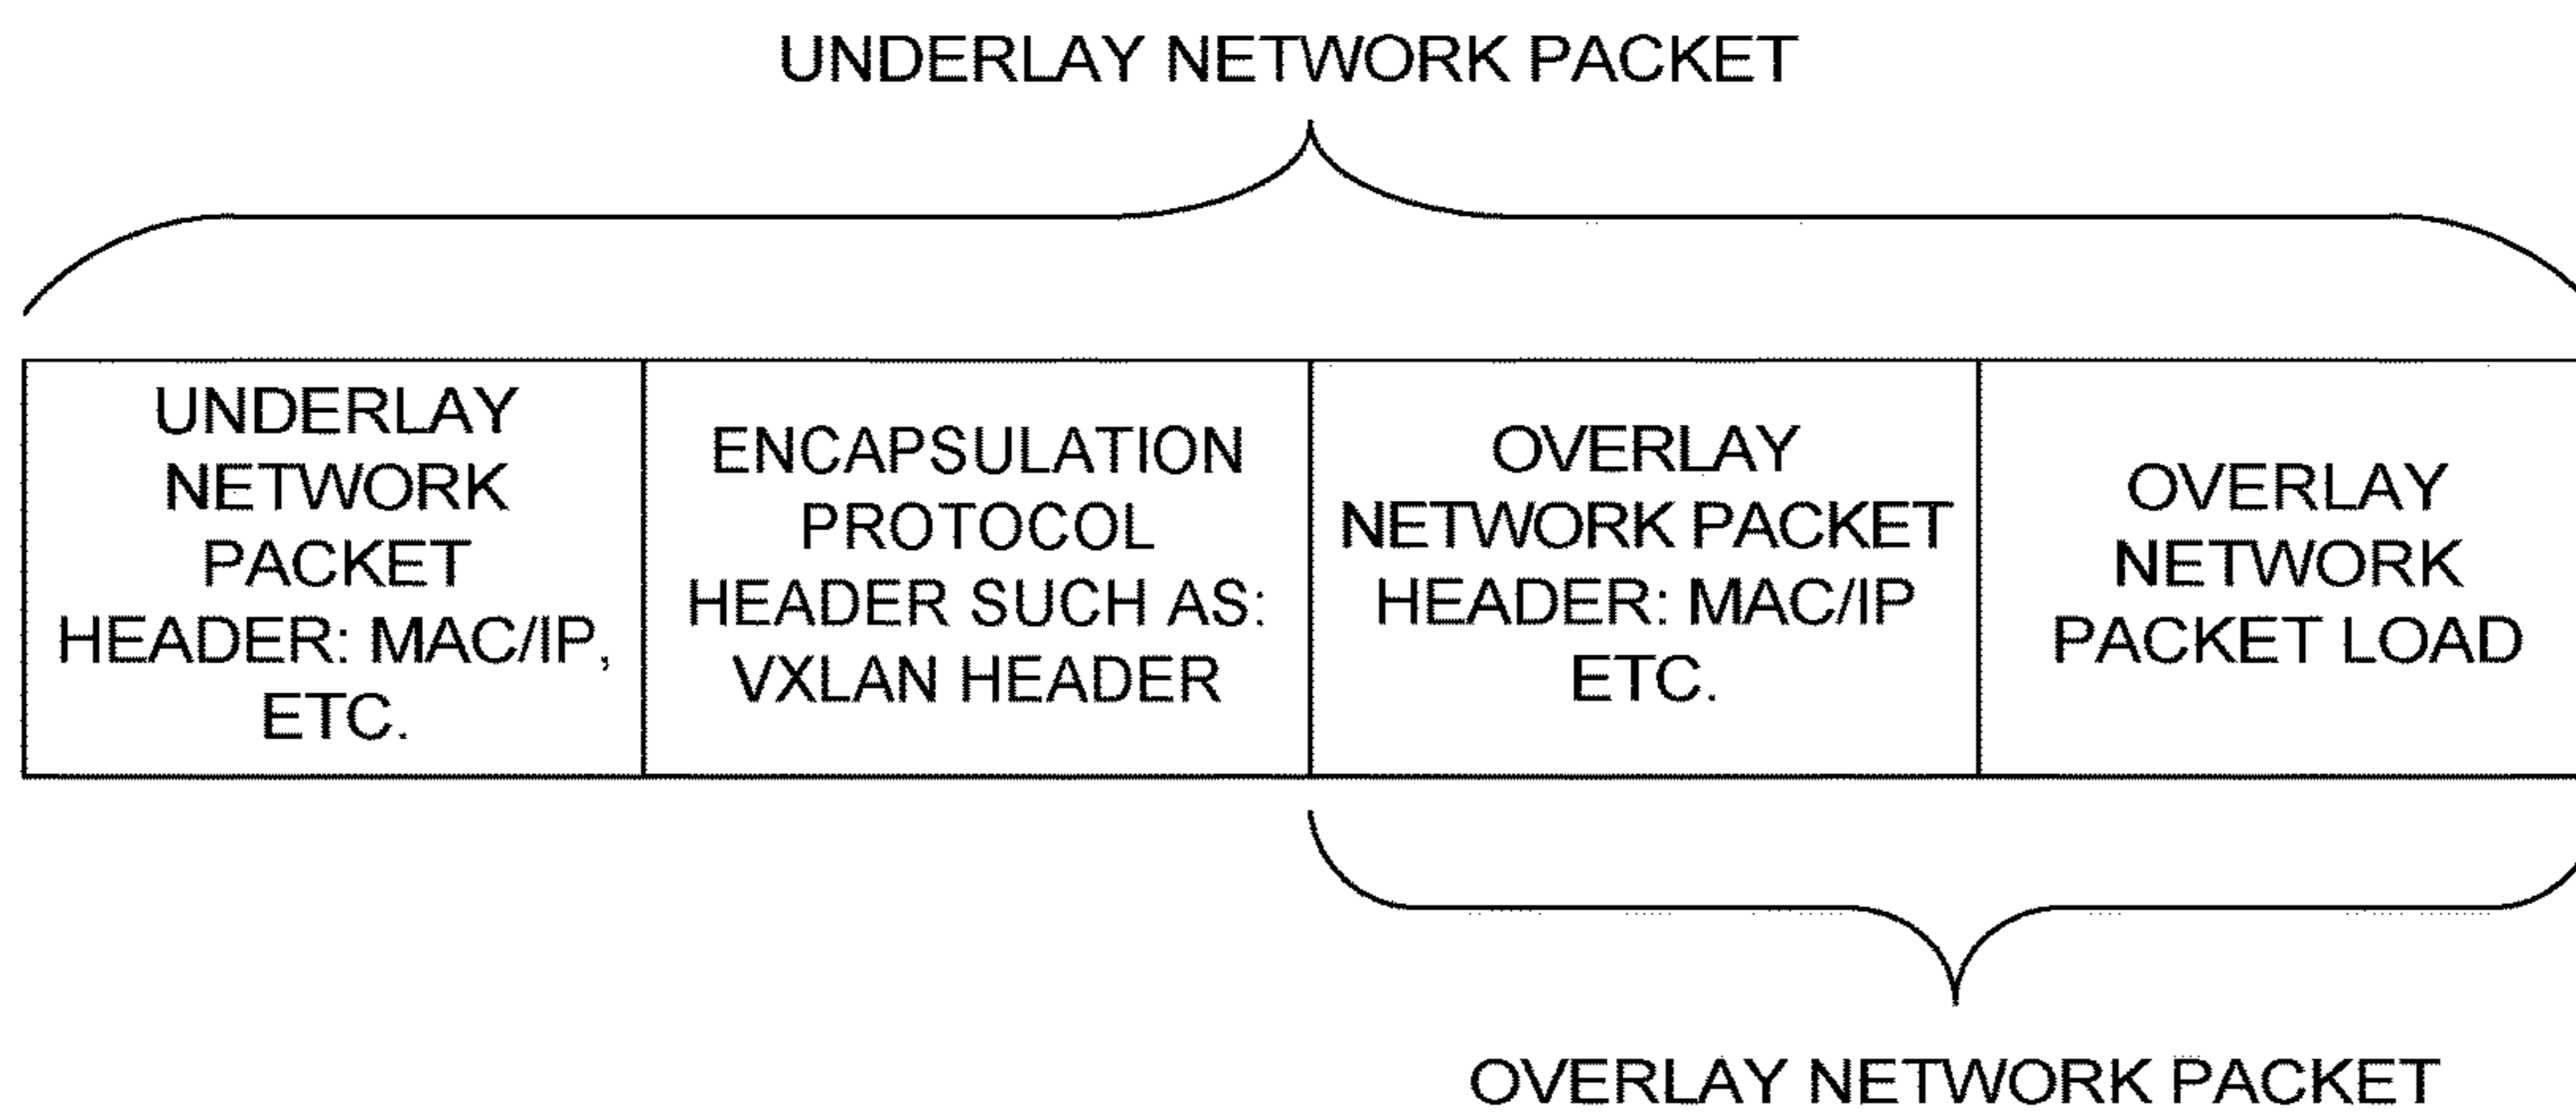 UNDERLAY NETWORK PACKET
UNDERLAY
NETWORK
PACKET
HEADER: MAC/IP,
ETC.
ENCAPSULATION
PROTOCOL
HEADER SUCH AS:
VXLAN HEADER
OVERLAY
NETWORK PACKET
HEADER: MAC/IP
ETC.
OVERLAY
NETWORK
PACKET LOAD
OVERLAY NETWORK PACKET